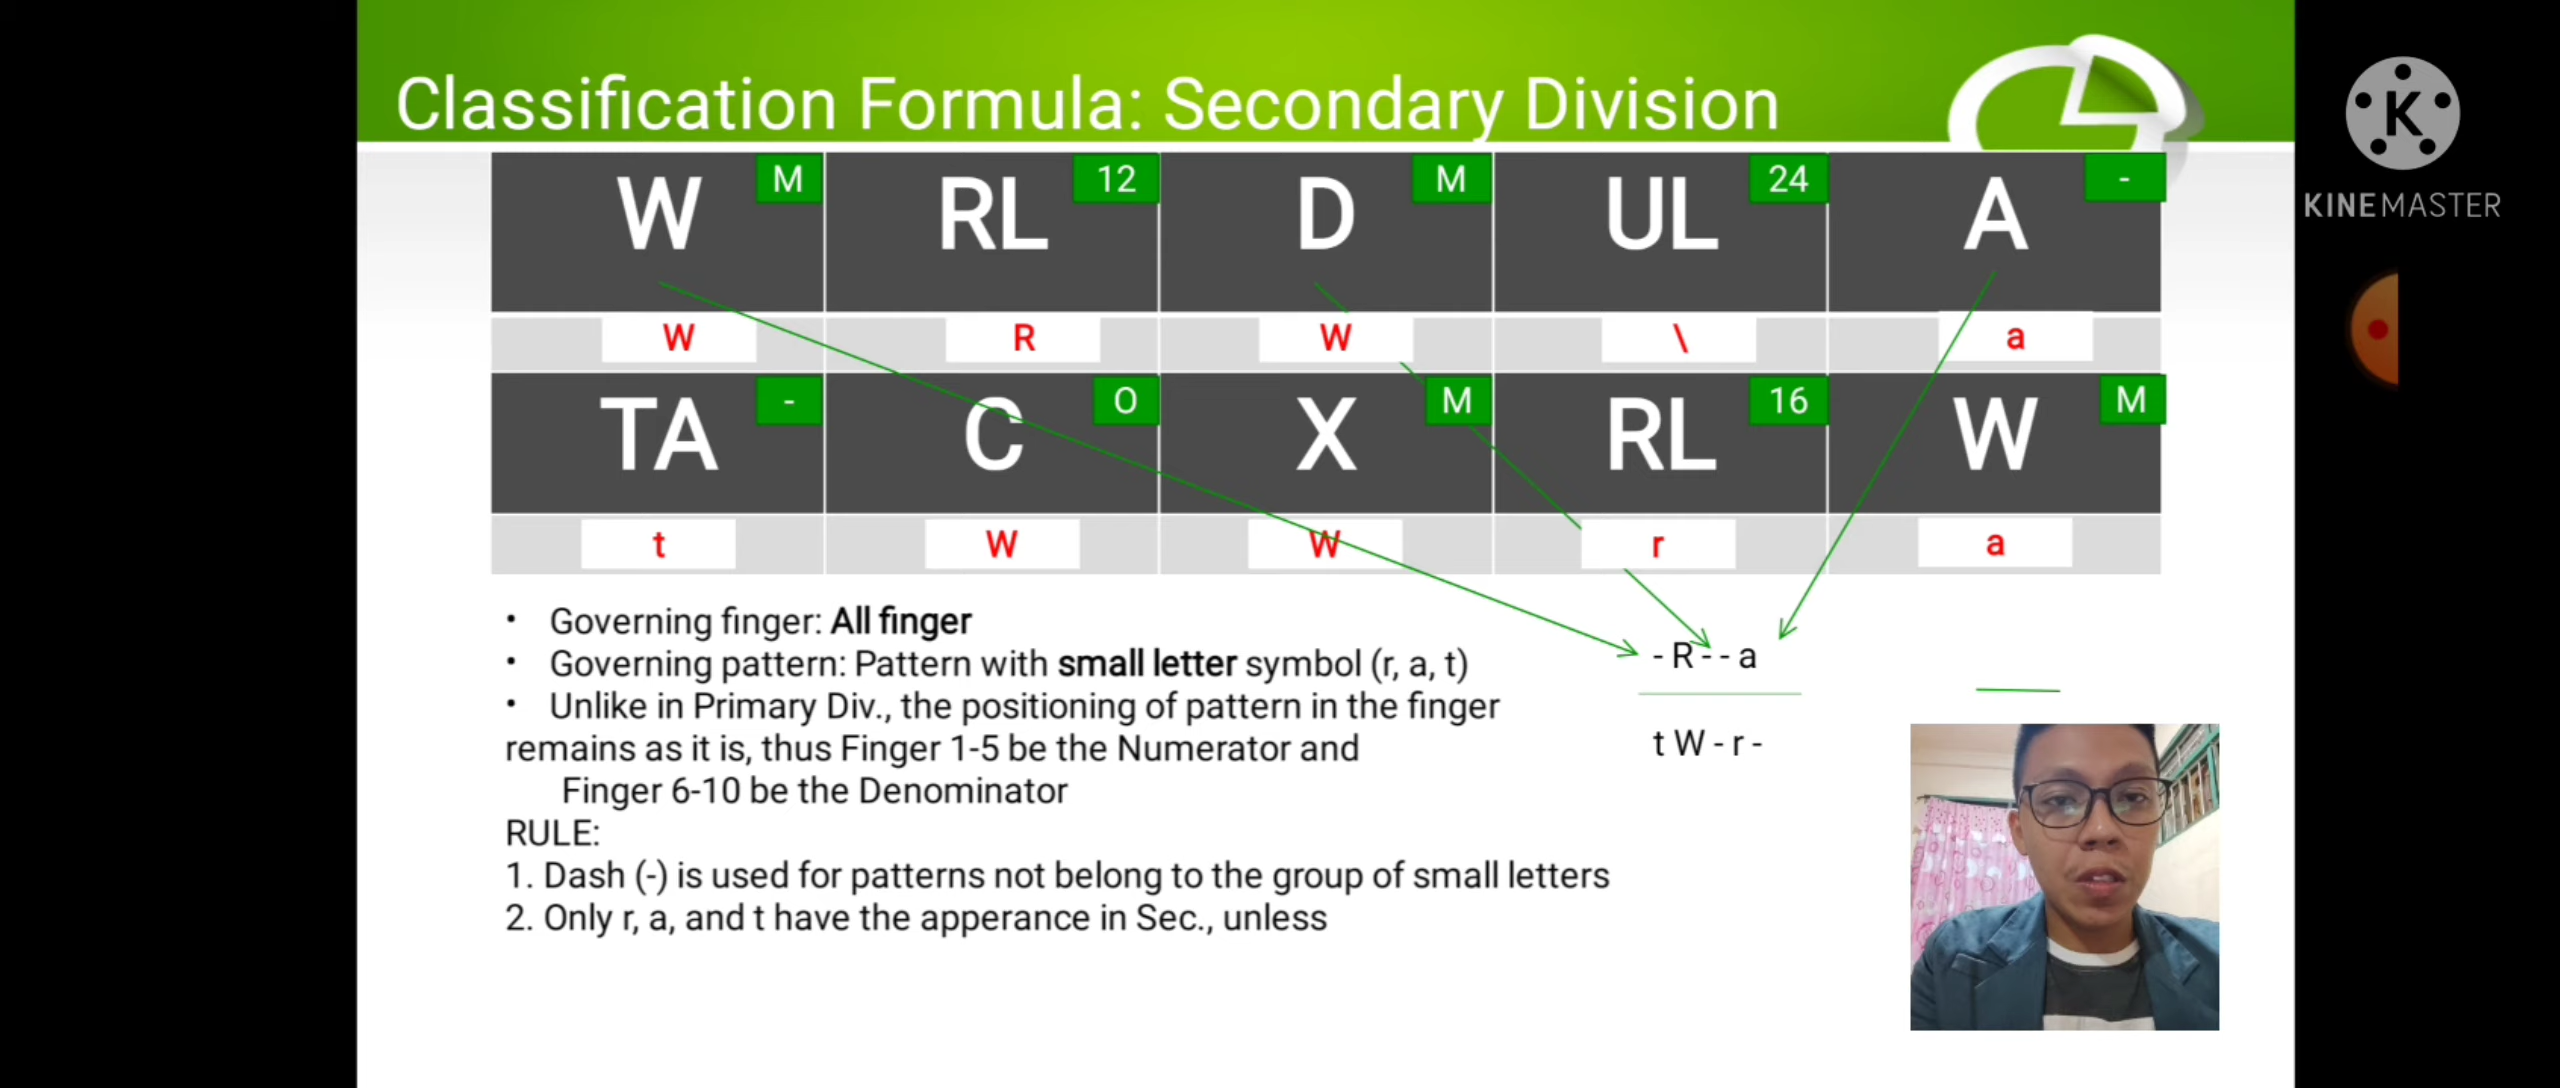 Classification Formula: Secondary Division
W M RL 12 D M UL 24 A -
W R W \ a
TA - C O X M RL 16 W M
t W W r a
• Governing finger: All finger
• Governing pattern: Pattern with small letter symbol (r, a, t)
• Unlike in Primary Div., the positioning of pattern in the finger
remains as it is, thus Finger 1-5 be the Numerator and
Finger 6-10 be the Denominator
RULE:
1. Dash (-) is used for patterns not belong to the group of small letters
2. Only r, a, and t have the apperance in Sec., unless
- R - - a
t W - r -
K
KINEMASTER